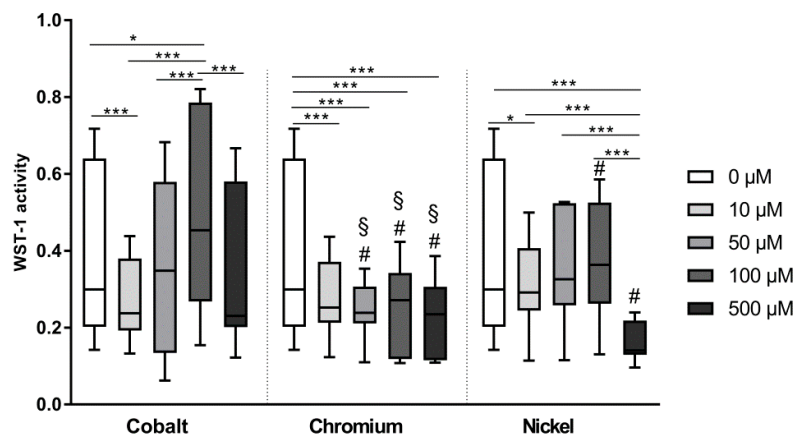 WST-1 activity
1.0
0.8
0.6
0.4
0.2
0.0
*
***
*** ***
***
***
***
***
***
***
***
* ***
***
***
§ § §
# # #
#
#
Cobalt Chromium Nickel
0 µM
10 µM
50 µM
100 µM
500 µM